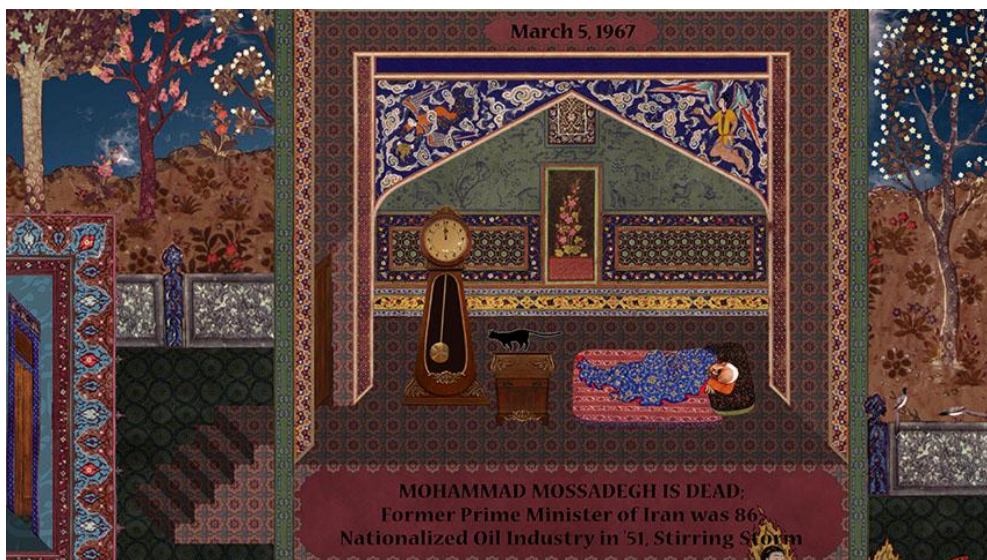 March 5, 1967
MOHAMMAD MOSSADEGH IS DEAD;
Former Prime Minister of Iran was 86;
Nationalized Oil Industry in '51, Stirring Storm